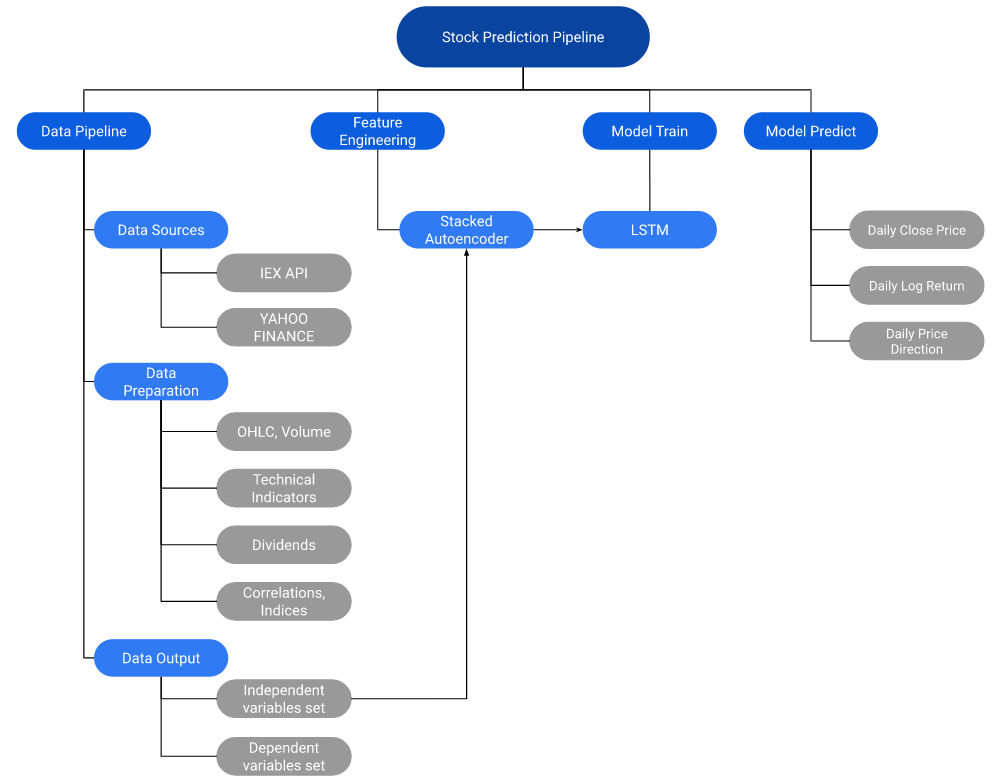 Stock Prediction Pipeline
Data Pipeline
Feature
Engineering
Model Train
Model Predict
Data Sources
Stacked
Autoencoder
LSTM
Daily Close Price
IEX API
Daily Log Return
YAHOO
FINANCE
Daily Price
Direction
Data
Preparation
OHLC, Volume
Technical
Indicators
Dividends
Correlations,
Indices
Data Output
Independent
variables set
Dependent
variables set